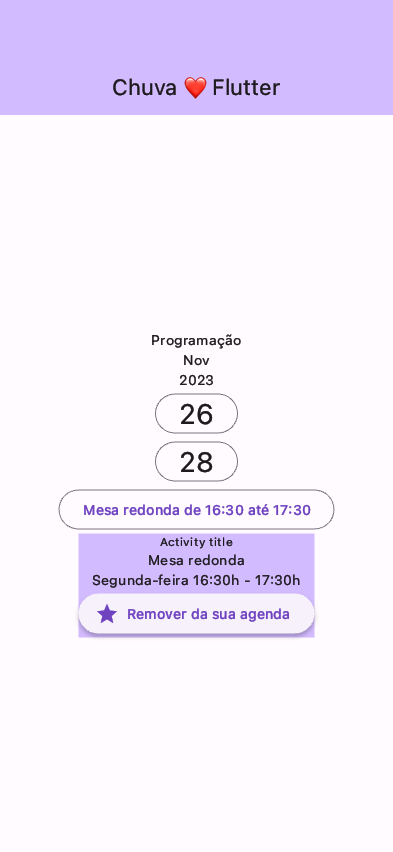 Chuva ❤️ Flutter
Programação
Nov
2023
26
28
Mesa redonda de 16:30 até 17:30
Activity title
Mesa redonda
Segunda-feira 16:30h - 17:30h
Remover da sua agenda